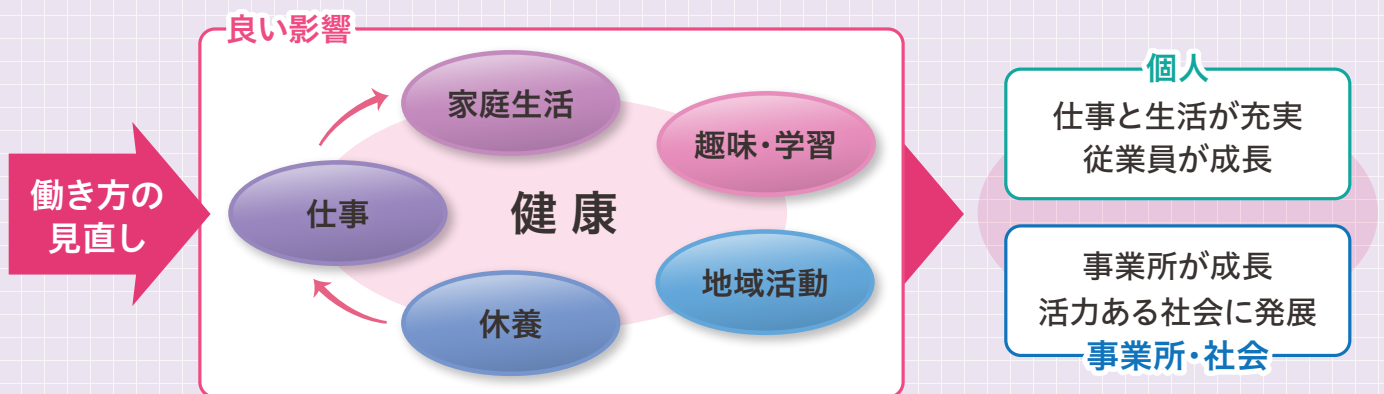 働き方の
見直し
良い影響
家庭生活
趣味・学習
仕事
健康
地域活動
休養
個人
仕事と生活が充実
従業員が成長
事業所が成長
活力ある社会に発展
事業所・社会